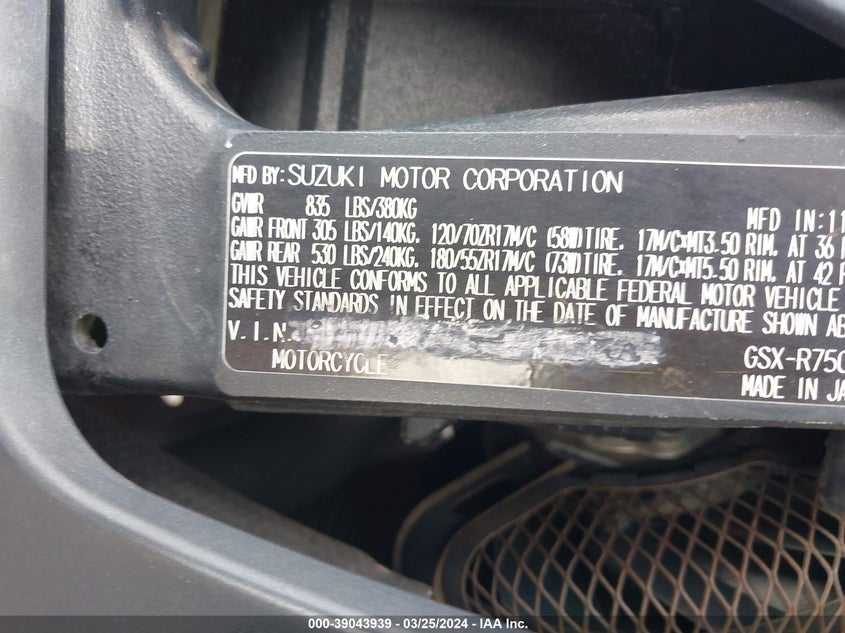 MFD BY: SUZUKI MOTOR CORPORATION
GVWR 835 LBS/380KG MFD IN:11
GAWR FRONT 305 LBS/140KG. 120/70ZR17M/C (58W)TIRE. 17M/C×MT3.50 RIM. AT 36
GAWR REAR 530 LBS/240KG. 180/55ZR17M/C (73W)TIRE. 17M/C×MT5.50 RIM. AT 42
THIS VEHICLE CONFORMS TO ALL APPLICABLE FEDERAL MOTOR VEHICLE
SAFETY STANDARDS IN EFFECT ON THE DATE OF MANUFACTURE SHOWN AB
V.I.N. GSX-R750
MOTORCYCLE MADE IN JA
000-39043939 - 03/25/2024 - IAA Inc.